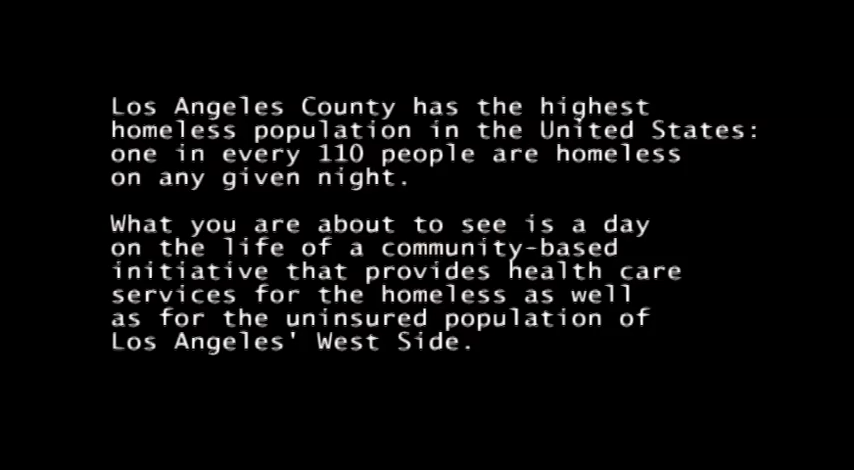 Los Angeles County has the highest
homeless population in the United States:
one in every 110 people are homeless
on any given night.
What you are about to see is a day
on the life of a community-based
initiative that provides health care
services for the homeless as well
as for the uninsured population of
Los Angeles' West Side.